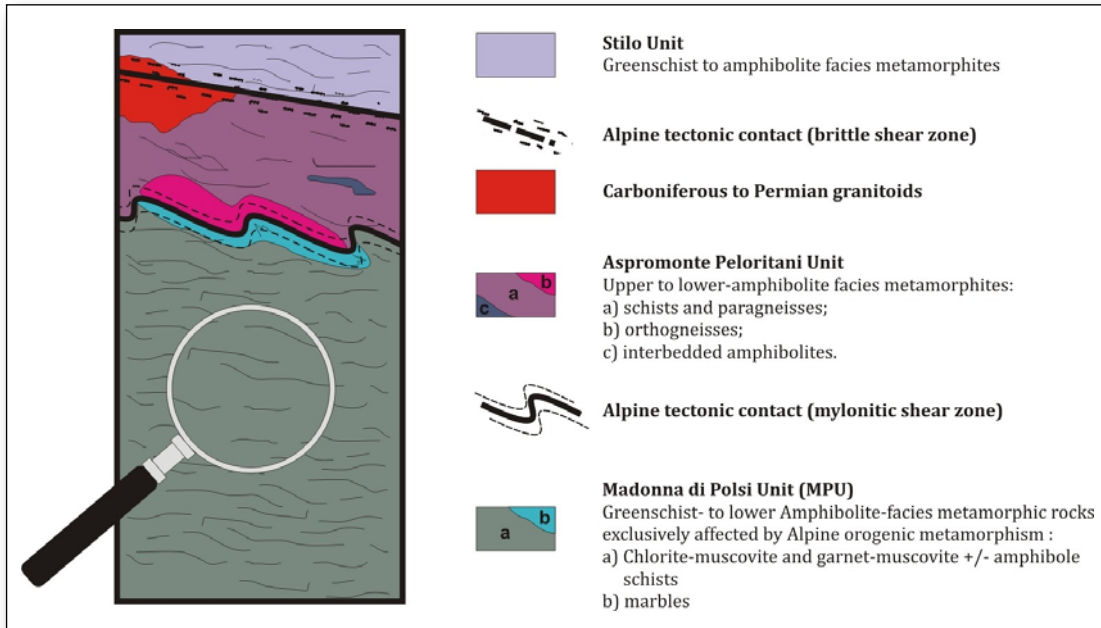 Stilo Unit
Greenschist to amphibolite facies metamorphites
Alpine tectonic contact (brittle shear zone)
Carboniferous to Permian granitoids
Aspromonte Peloritani Unit
Upper to lower-amphibolite facies metamorphites:
a) schists and paragneisses;
b) orthogneisses;
c) interbedded amphibolites.
a
b
c
Alpine tectonic contact (mylonitic shear zone)
Madonna di Polsi Unit (MPU)
Greenschist- to lower Amphibolite-facies metamorphic rocks
exclusively affected by Alpine orogenic metamorphism :
a) Chlorite-muscovite and garnet-muscovite +/- amphibole
schists
b) marbles
a
b